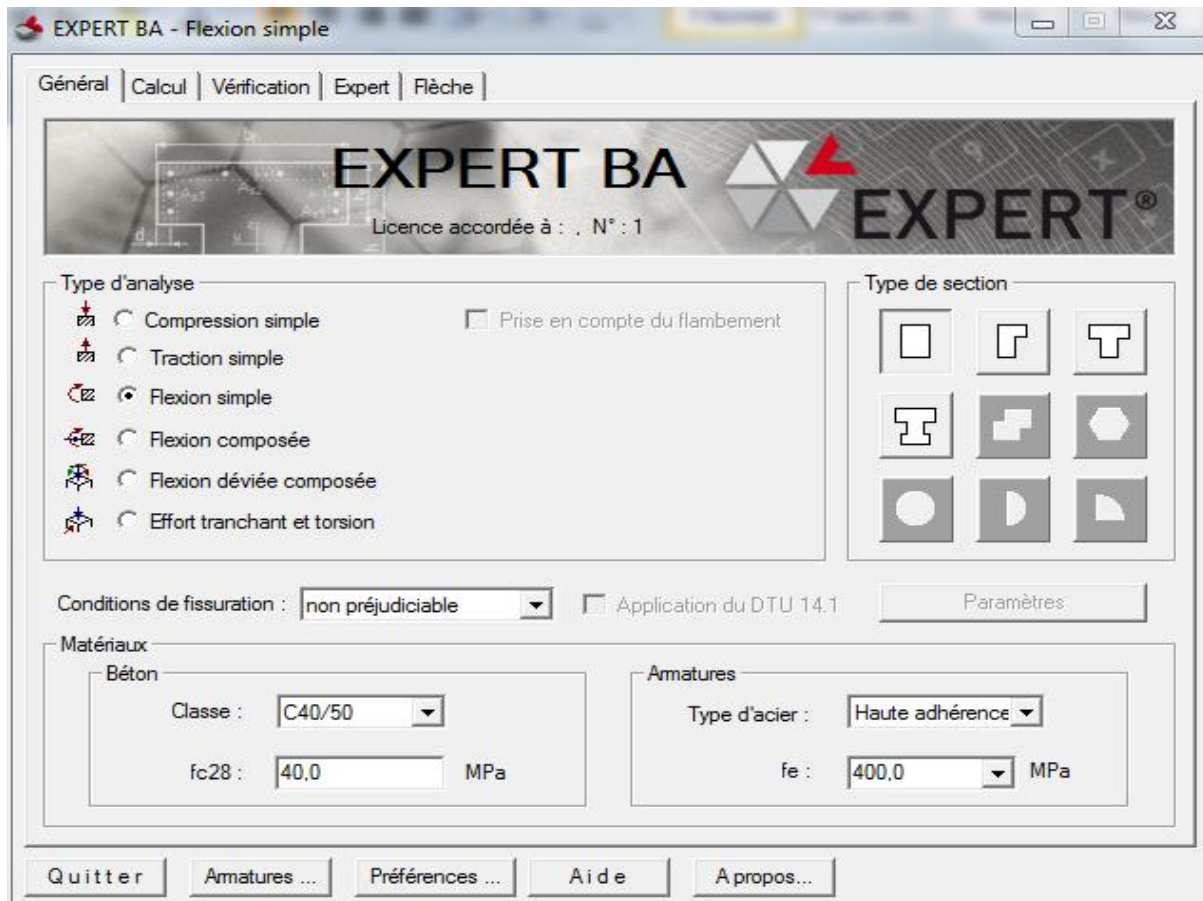 EXPERT BA - Flexion simple
Général Calcul Vérification Expert Flèche
EXPERT BA
EXPERT®
Licence accordée à : , N° : 1
Type d'analyse
Compression simple
Prise en compte du flambement
Traction simple
Flexion simple
Flexion composée
Flexion déviée composée
Effort tranchant et torsion
Type de section
Conditions de fissuration : non préjudiciable
Application du DTU 14.1
Paramètres
Matériaux
Béton
Classe : C40/50
fc28 : 40,0 MPa
Armatures
Type d'acier : Haute adhérence
fe : 400,0 MPa
Quitter Armatures ... Préférences ... Aide A propos...